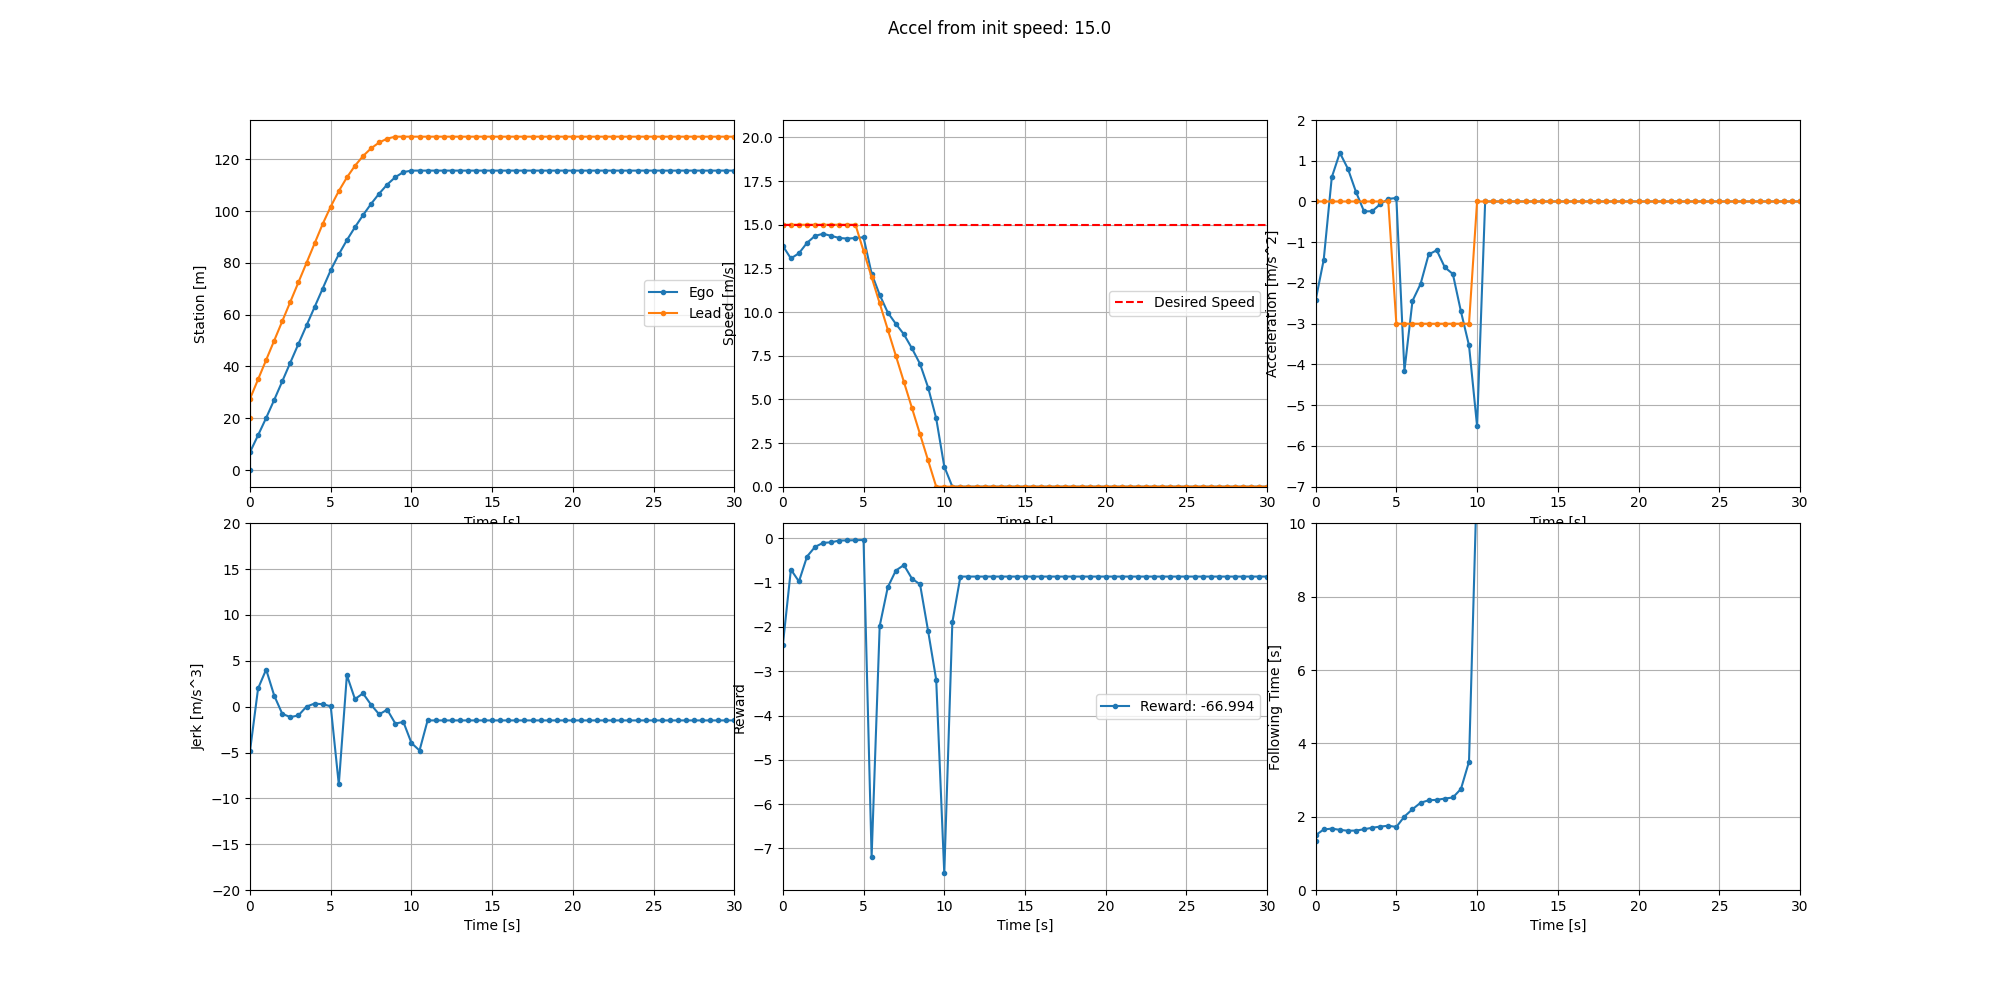 Accel from init speed: 15.0
Station [m]
120
100
80
60
40
20
0
0 5 10 15 20 25 30
Time [s]
Ego
Lead
Speed [m/s]
20.0
17.5
15.0
12.5
10.0
7.5
5.0
2.5
0.0
0 5 10 15 20 25 30
Time [s]
Desired Speed
Acceleration [m/s^2]
2
1
0
−1
−2
−3
−4
−5
−6
−7
0 5 10 15 20 25 30
Time [s]
Jerk [m/s^3]
20
15
10
5
0
−5
−10
−15
−20
0 5 10 15 20 25 30
Time [s]
Reward
0
−1
−2
−3
−4
−5
−6
−7
0 5 10 15 20 25 30
Time [s]
Reward: -66.994
Following Time [s]
10
8
6
4
2
0
0 5 10 15 20 25 30
Time [s]